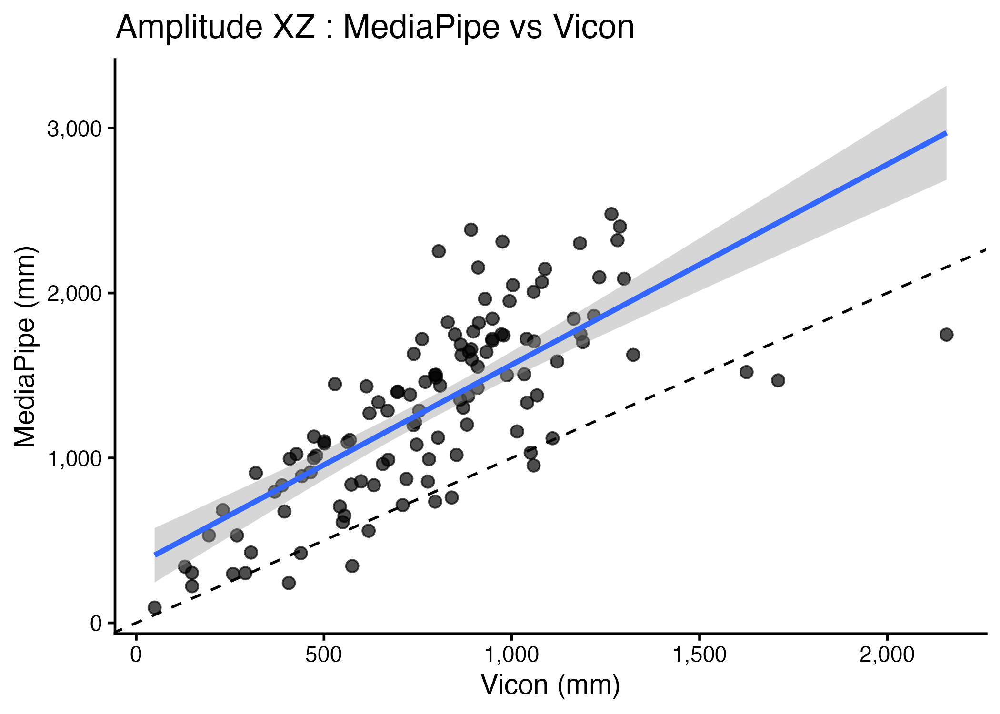 Amplitude XZ : MediaPipe vs Vicon
MediaPipe (mm)
3,000
2,000
1,000
0
0 500 1,000 1,500 2,000
Vicon (mm)